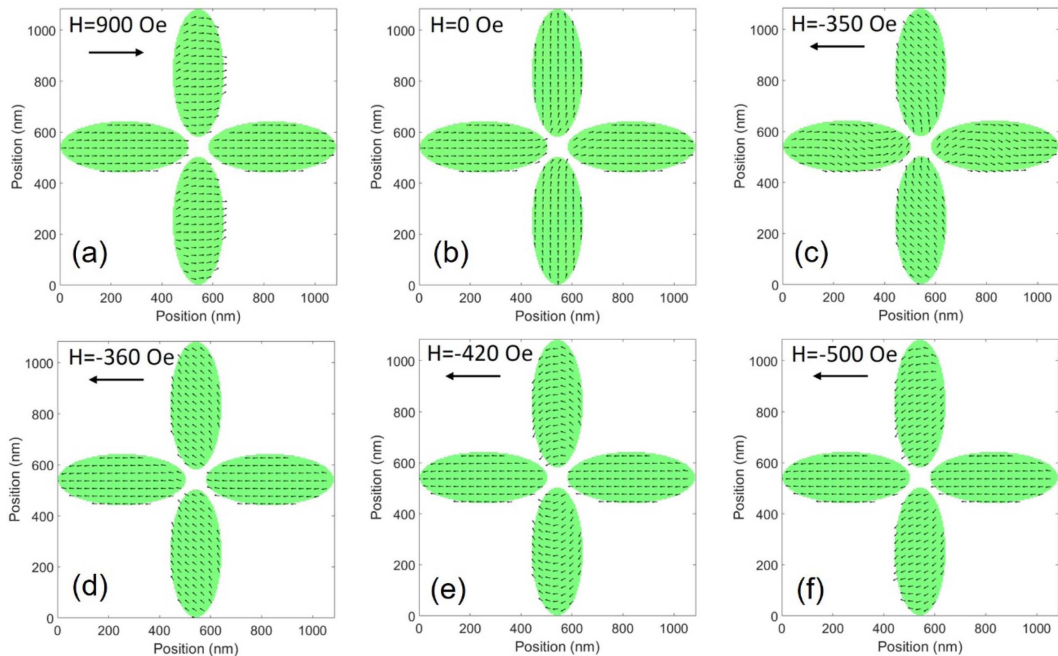 H=900 Oe
1000
800
600
400
200
0
Position (nm)
(a)
0 200 400 600 800 1000
Position (nm)
H=0 Oe
1000
800
600
400
200
0
Position (nm)
(b)
0 200 400 600 800 1000
Position (nm)
H=-350 Oe
1000
800
600
400
200
0
Position (nm)
(c)
0 200 400 600 800 1000
Position (nm)
H=-360 Oe
1000
800
600
400
200
0
Position (nm)
(d)
0 200 400 600 800 1000
Position (nm)
H=-420 Oe
1000
800
600
400
200
0
Position (nm)
(e)
0 200 400 600 800 1000
Position (nm)
H=-500 Oe
1000
800
600
400
200
0
Position (nm)
(f)
0 200 400 600 800 1000
Position (nm)